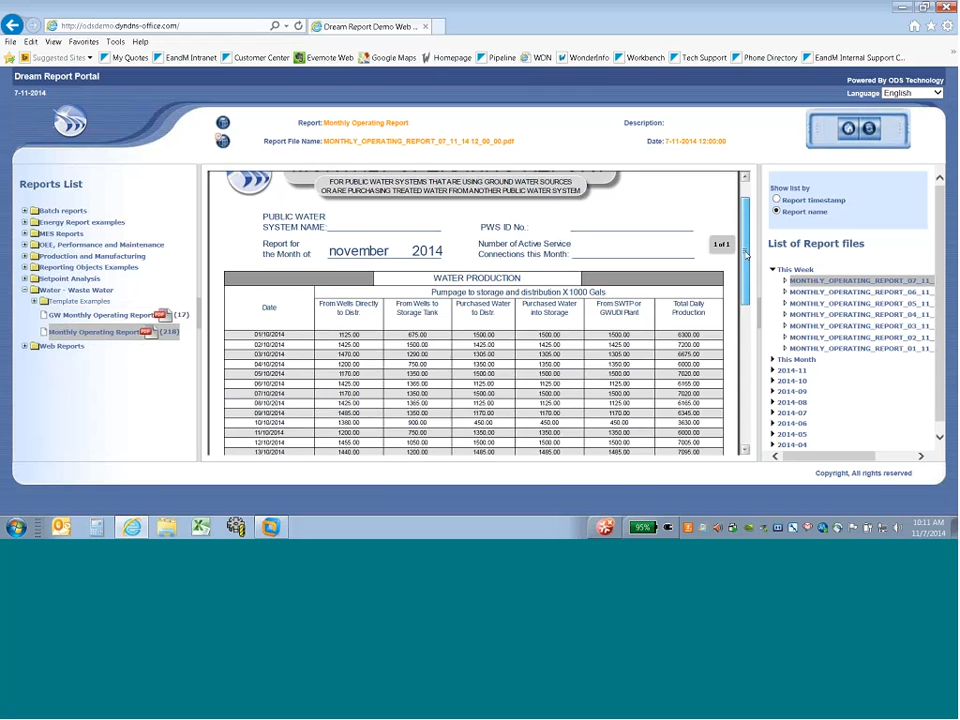 http://odsdemo.dyndns-office.com/
Dream Report Demo Web ...
File Edit View Favorites Tools Help
Suggested Sites My Quotes EandM Intranet Customer Center Evernote Web Google Maps Homepage Pipeline WDN WonderInfo Workbench Tech Support Phone Directory EandM Internal Support C...
Dream Report Portal
Powered By ODS Technology
7-11-2014
Language English
Report: Monthly Operating Report
Description:
Report File Name: MONTHLY_OPERATING_REPORT_07_11_14 12_00_00.pdf
Date: 7-11-2014 12:00:00
Reports List
Batch reports
Energy Report examples
MES Reports
OEE, Performance and Maintenance
Production and Manufacturing
Reporting Objects Examples
Setpoint Analysis
Water - Waste Water
Template Examples
GW Monthly Operating Report PDF (17)
Monthly Operating Report PDF (218)
Web Reports
FOR PUBLIC WATER SYSTEMS THAT ARE USING GROUND WATER SOURCES
OR ARE PURCHASING TREATED WATER FROM ANOTHER PUBLIC WATER SYSTEM
PUBLIC WATER
SYSTEM NAME:
PWS ID No.:
Report for
the Month of
november 2014
Number of Active Service
Connections this Month:
1 of 1
WATER PRODUCTION
Pumpage to storage and distribution X 1000 Gals
Date From Wells Directly to Distr. From Wells to Storage Tank Purchased Water to Distr. Purchased Water into Storage From SWTP or GWUDI Plant Total Daily Production
01/10/2014 1125.00 675.00 1500.00 1500.00 1500.00 6300.00
02/10/2014 1425.00 1290.00 1500.00 1500.00 1500.00 7200.00
03/10/2014 1470.00 1290.00 1305.00 1305.00 1305.00 6675.00
04/10/2014 1200.00 750.00 1350.00 1350.00 1350.00 6000.00
05/10/2014 1170.00 1350.00 1500.00 1500.00 1500.00 7020.00
06/10/2014 1425.00 1365.00 1125.00 1125.00 1125.00 6165.00
07/10/2014 1170.00 1350.00 1500.00 1500.00 1500.00 7020.00
08/10/2014 1425.00 1365.00 1125.00 1125.00 1125.00 6165.00
09/10/2014 1485.00 1350.00 1170.00 1170.00 1170.00 6345.00
10/10/2014 1380.00 900.00 450.00 450.00 450.00 3630.00
11/10/2014 1200.00 750.00 1350.00 1350.00 1350.00 6000.00
12/10/2014 1455.00 1050.00 1500.00 1500.00 1500.00 7005.00
13/10/2014 1440.00 1200.00 1485.00 1485.00 1485.00 7095.00
Show list by
Report timestamp
Report name
List of Report files
This Week
MONTHLY_OPERATING_REPORT_07_11_
MONTHLY_OPERATING_REPORT_06_11_
MONTHLY_OPERATING_REPORT_05_11_
MONTHLY_OPERATING_REPORT_04_11_
MONTHLY_OPERATING_REPORT_03_11_
MONTHLY_OPERATING_REPORT_02_11_
MONTHLY_OPERATING_REPORT_01_11_
This Month
2014-11
2014-10
2014-09
2014-08
2014-07
2014-06
2014-05
2014-04
Copyright, All rights reserved
95%
10:11 AM
11/7/2014